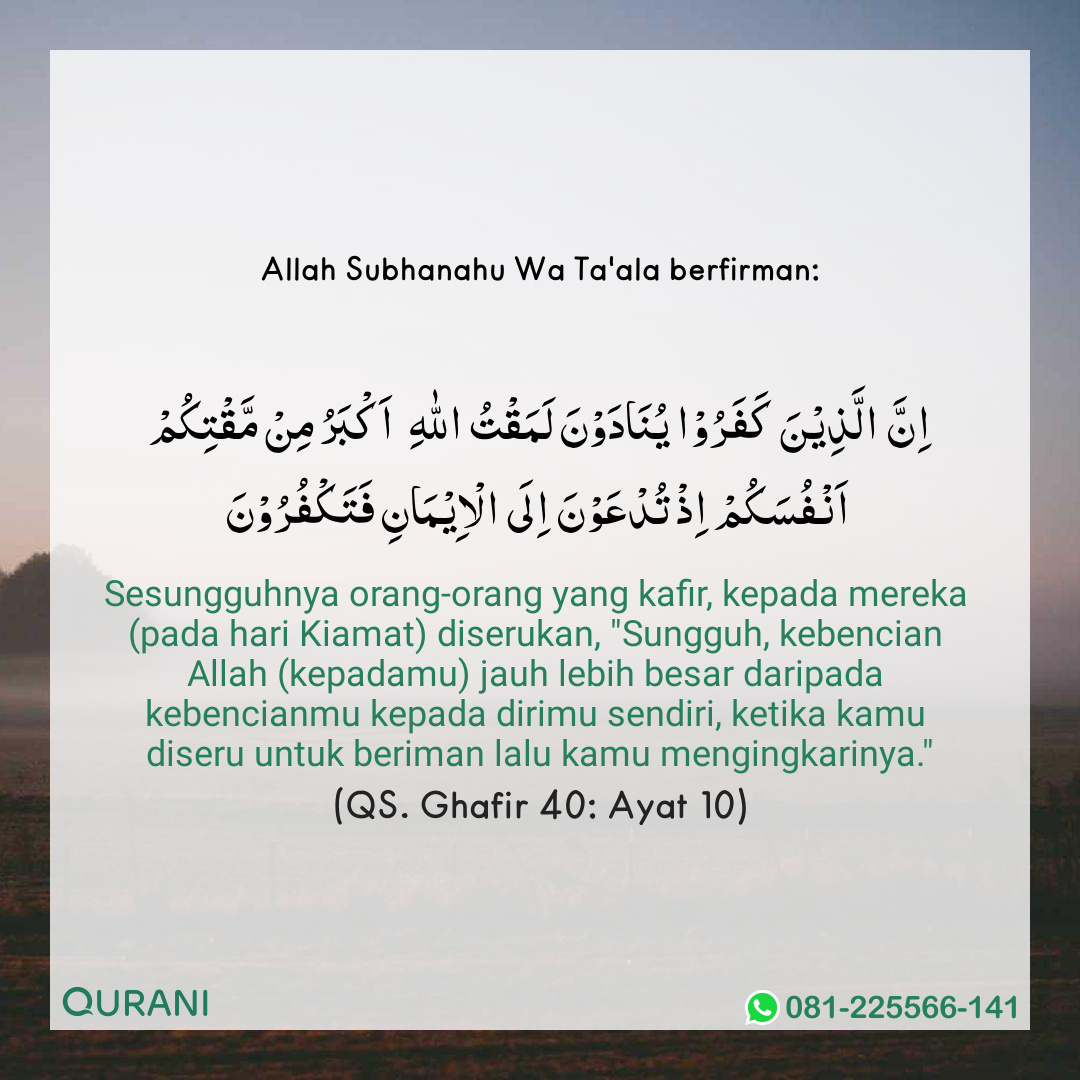 Allah Subhanahu Wa Ta'ala berfirman:
اِنَّ الَّذِيْنَ كَفَرُوْا يُنَادَوْنَ لَمَقْتُ اللّٰهِ اَكْبَرُ مِنْ مَّقْتِكُمْ
اَنْفُسَكُمْ اِذْ تُدْعَوْنَ اِلَى الْاِيْمَانِ فَتَكْفُرُوْنَ
Sesungguhnya orang-orang yang kafir, kepada mereka
(pada hari Kiamat) diserukan, "Sungguh, kebencian
Allah (kepadamu) jauh lebih besar daripada
kebencianmu kepada dirimu sendiri, ketika kamu
diseru untuk beriman lalu kamu mengingkarinya."
(QS. Ghafir 40: Ayat 10)
QURANI
081-225566-141